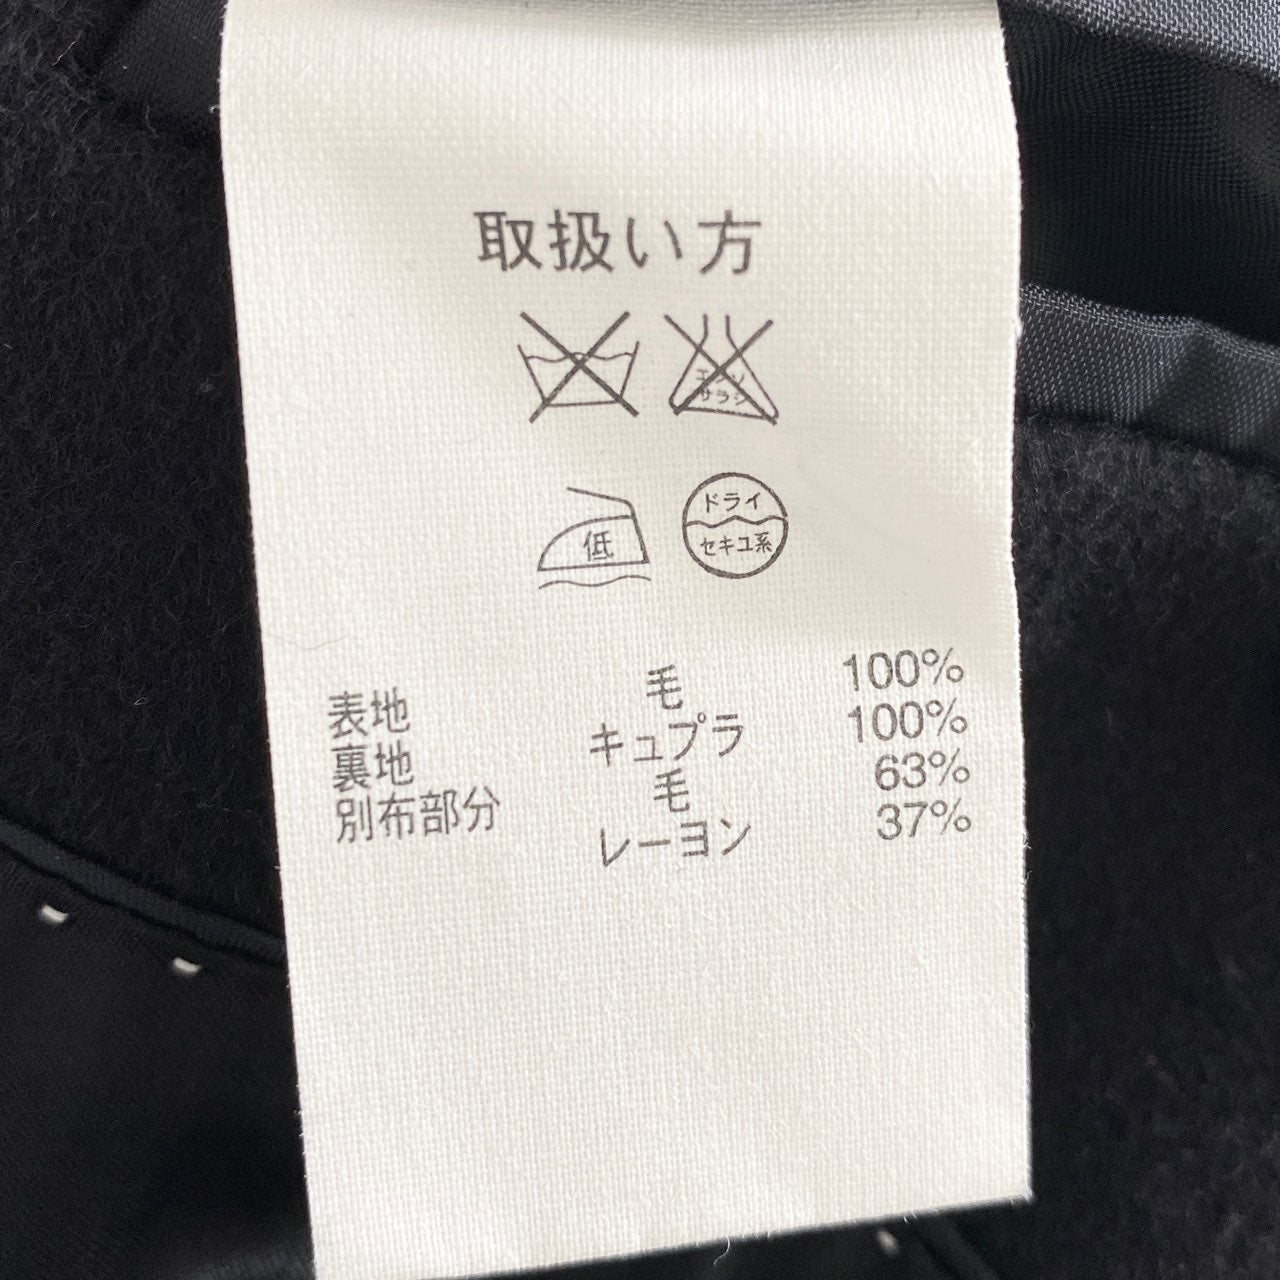 取扱い方
エンソ
サラシ
低
ドライ
セキユ系
表地 毛 100%
裏地 キュプラ 100%
別布部分 毛 63%
レーヨン 37%